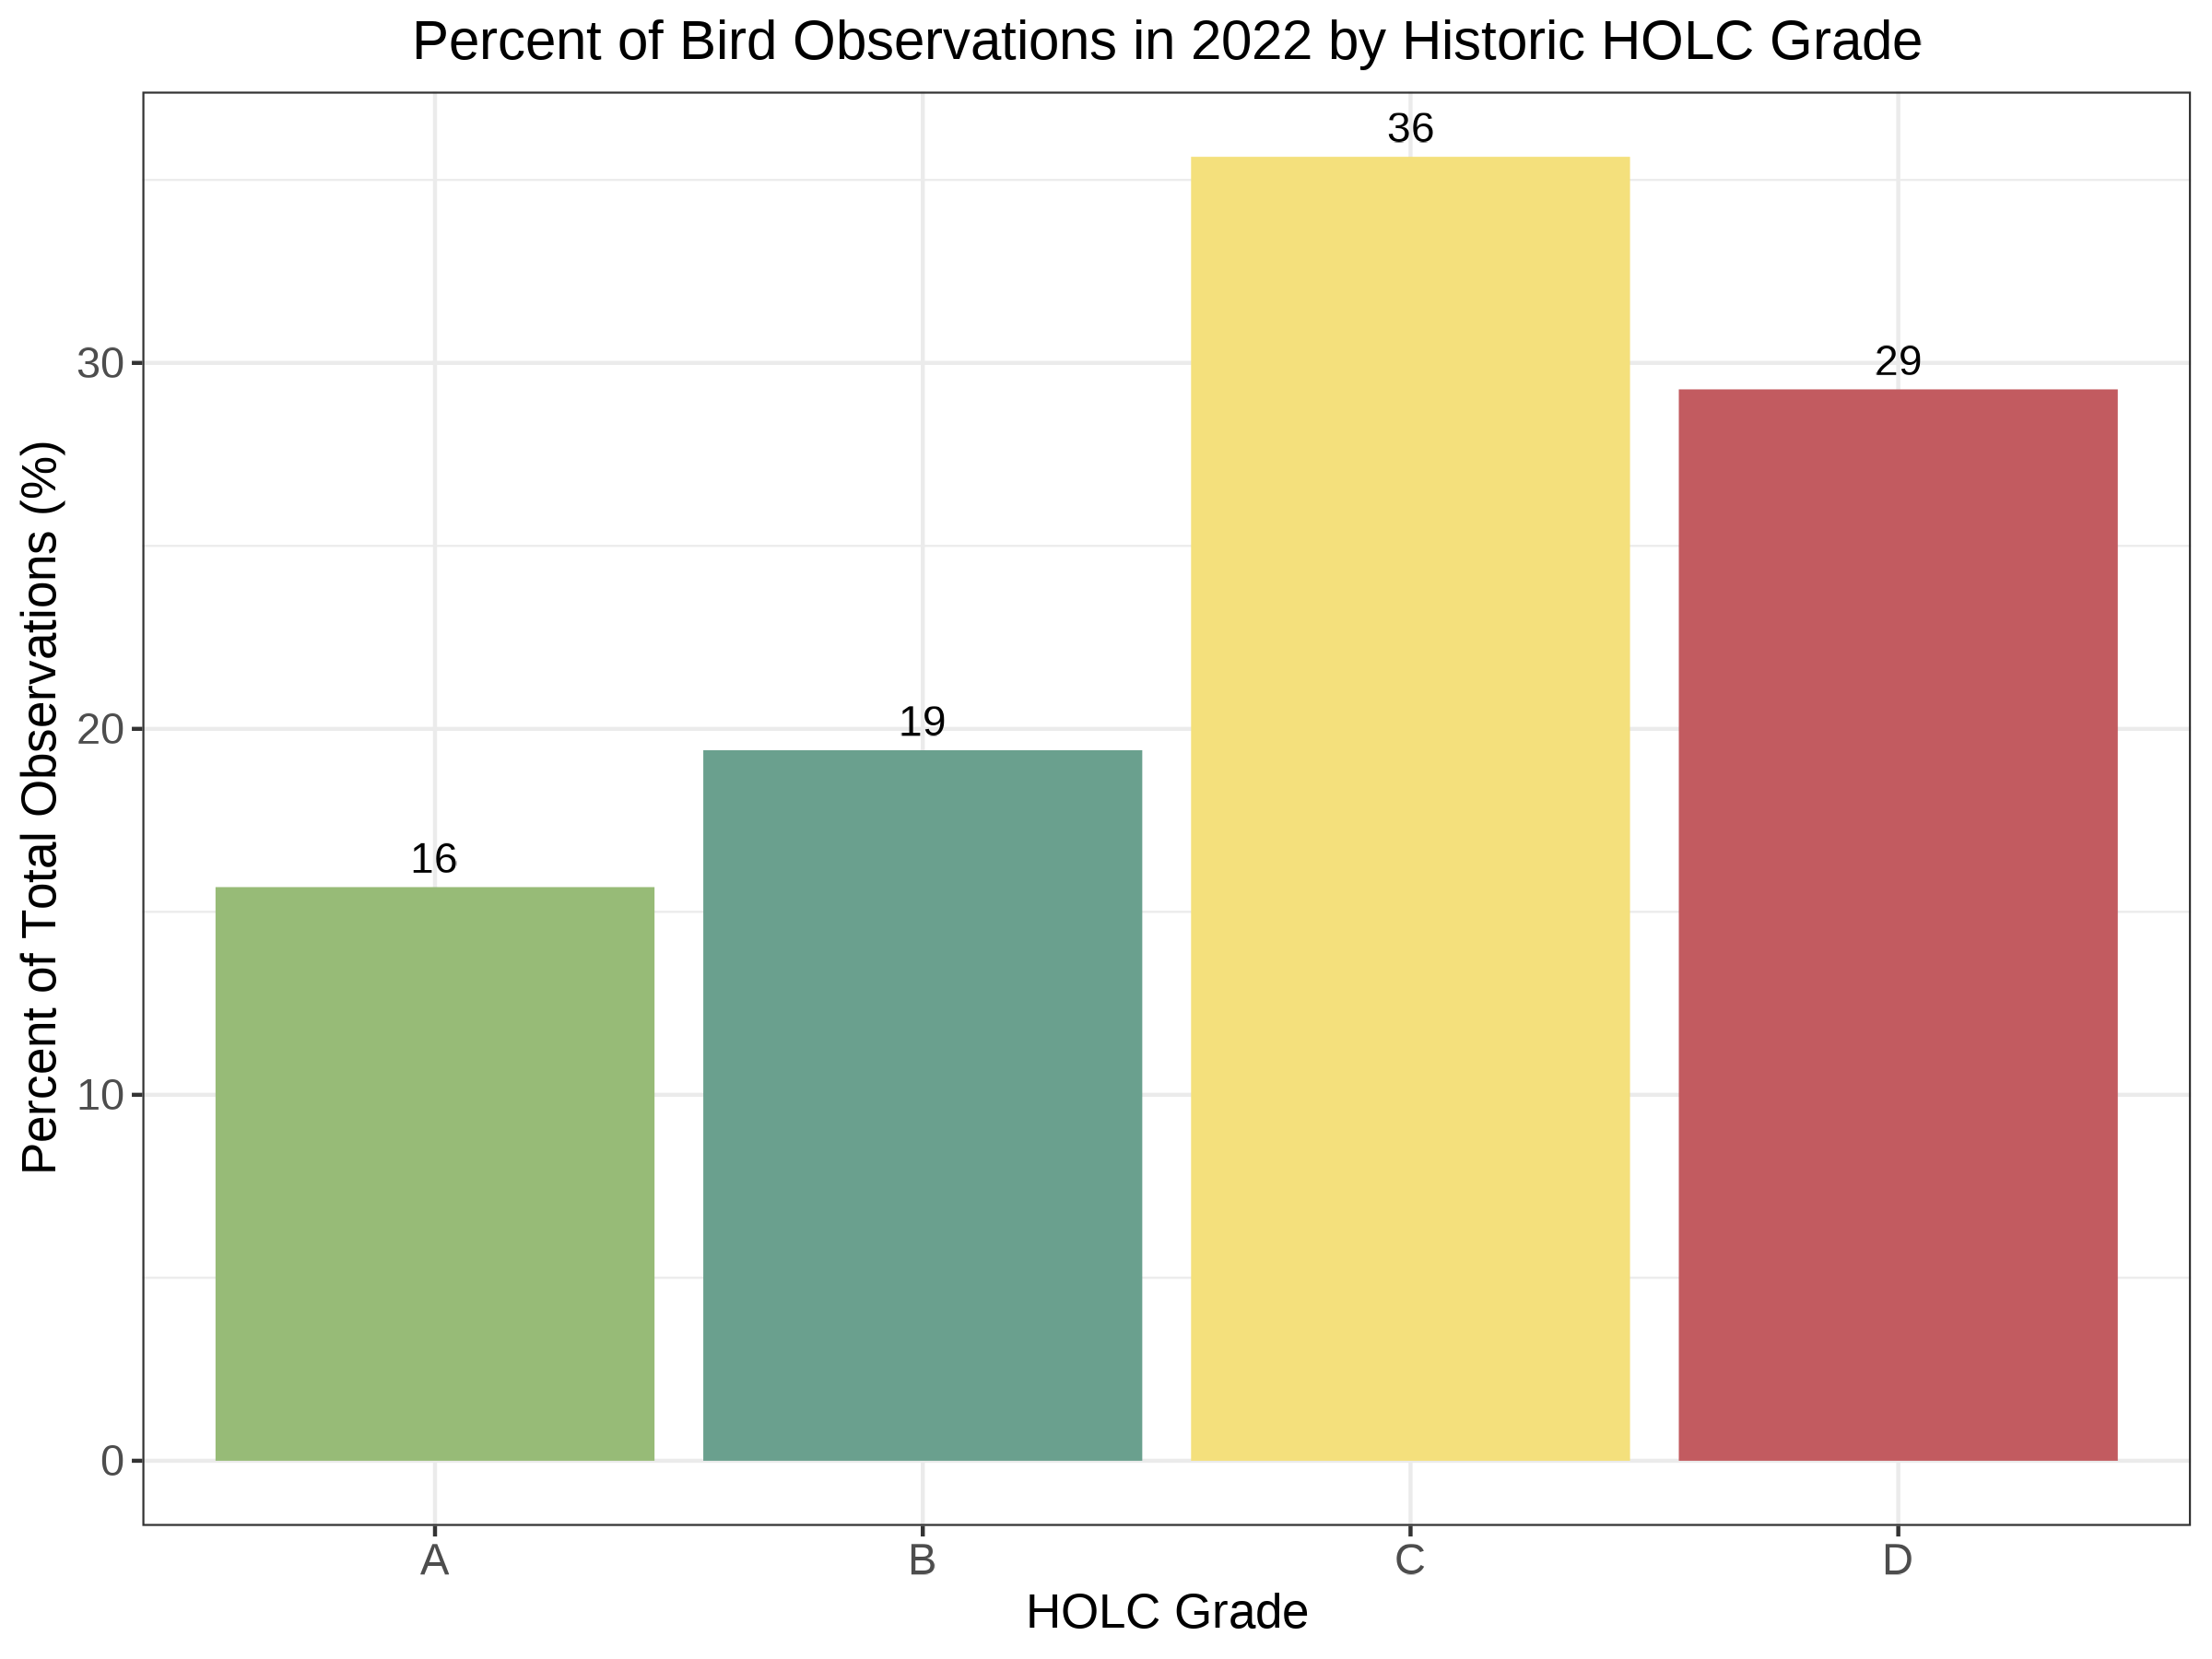 Percent of Bird Observations in 2022 by Historic HOLC Grade
Percent of Total Observations (%)
30
20
10
0
16
19
36
29
A
B
C
D
HOLC Grade